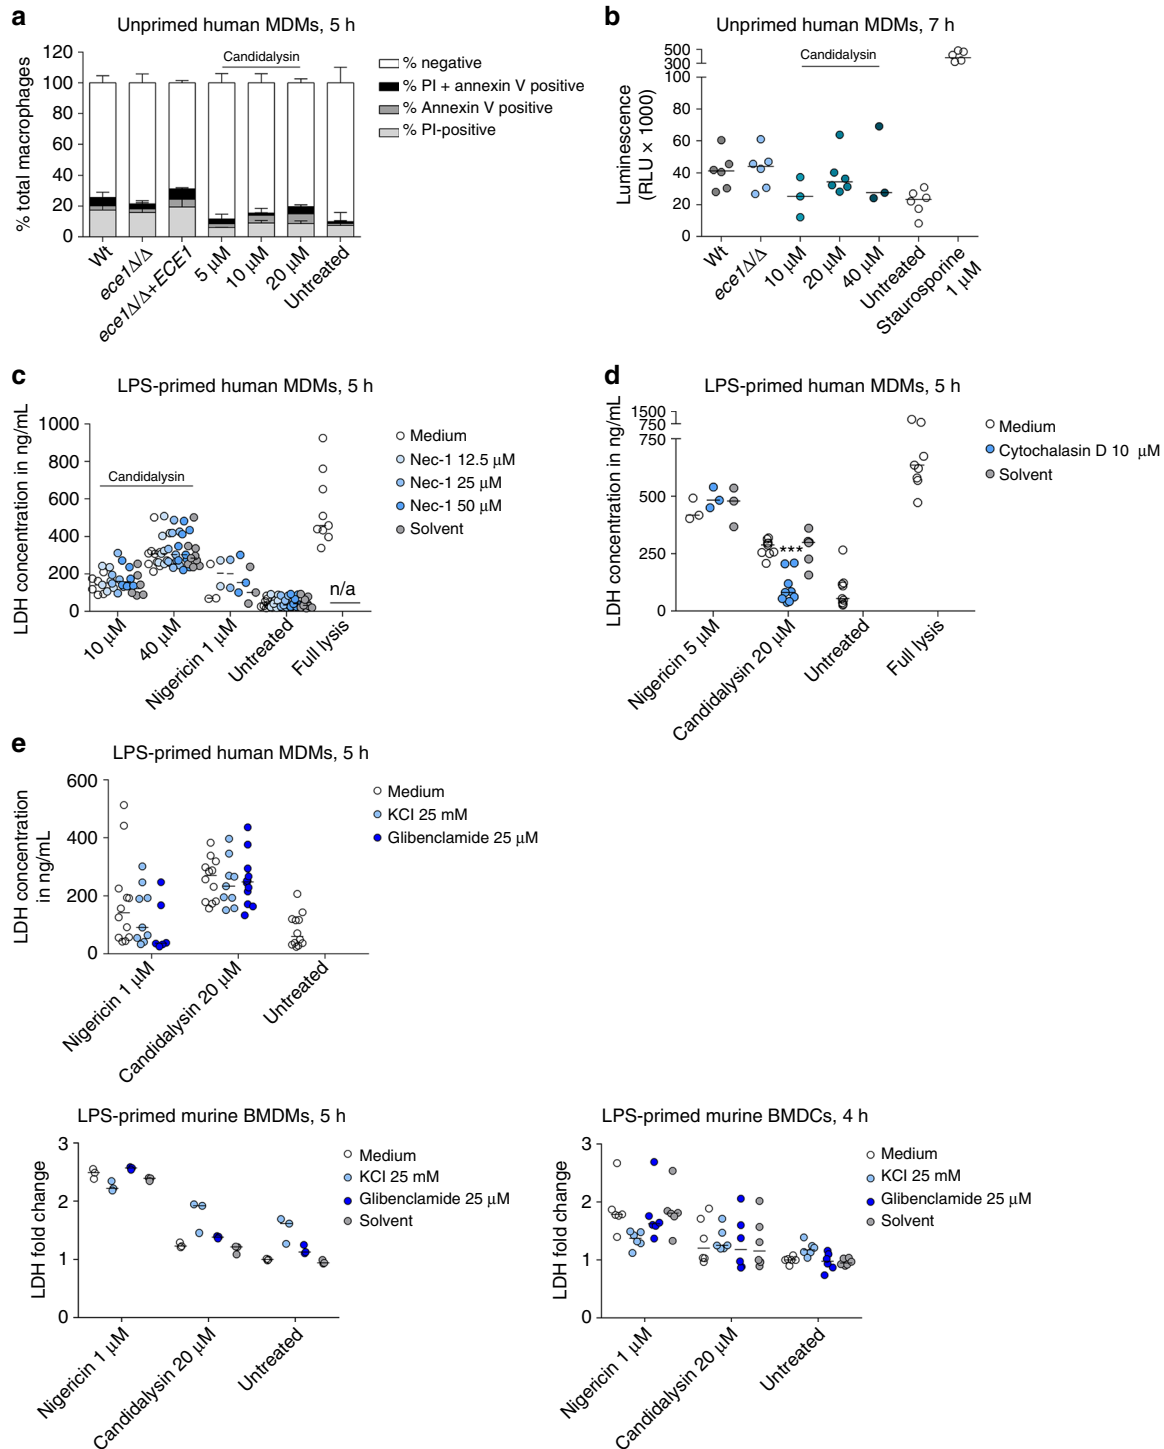 a
Unprimed human MDMs, 5 h
% total macrophages
120
100
80
60
40
20
0
Candidalysin
% negative
% PI + annexin V positive
% Annexin V positive
% PI-positive
Wt
ece1Δ/Δ
ece1Δ/Δ+ECE1
5 μM
10 μM
20 μM
Untreated
b
Unprimed human MDMs, 7 h
Luminescence
(RLU × 1000)
500
300
100
80
60
40
20
0
Candidalysin
Wt
ece1Δ/Δ
10 μM
20 μM
40 μM
Untreated
Staurosporine
1 μM
c
LPS-primed human MDMs, 5 h
LDH concentration in ng/mL
1000
800
600
400
200
0
Candidalysin
n/a
Medium
Nec-1 12.5 μM
Nec-1 25 μM
Nec-1 50 μM
Solvent
10 μM
40 μM
Nigericin 1 μM
Untreated
Full lysis
d
LPS-primed human MDMs, 5 h
LDH concentration in ng/mL
1500
750
750
500
250
0
***
Medium
Cytochalasin D 10 μM
Solvent
Nigericin 5 μM
Candidalysin 20 μM
Untreated
Full lysis
e
LPS-primed human MDMs, 5 h
LDH concentration
in ng/mL
600
400
200
0
Medium
KCl 25 mM
Glibenclamide 25 μM
Nigericin 1 μM
Candidalysin 20 μM
Untreated
LPS-primed murine BMDMs, 5 h
LDH fold change
3
2
1
0
Medium
KCl 25 mM
Glibenclamide 25 μM
Solvent
Nigericin 1 μM
Candidalysin 20 μM
Untreated
LPS-primed murine BMDCs, 4 h
LDH fold change
3
2
1
0
Medium
KCl 25 mM
Glibenclamide 25 μM
Solvent
Nigericin 1 μM
Candidalysin 20 μM
Untreated